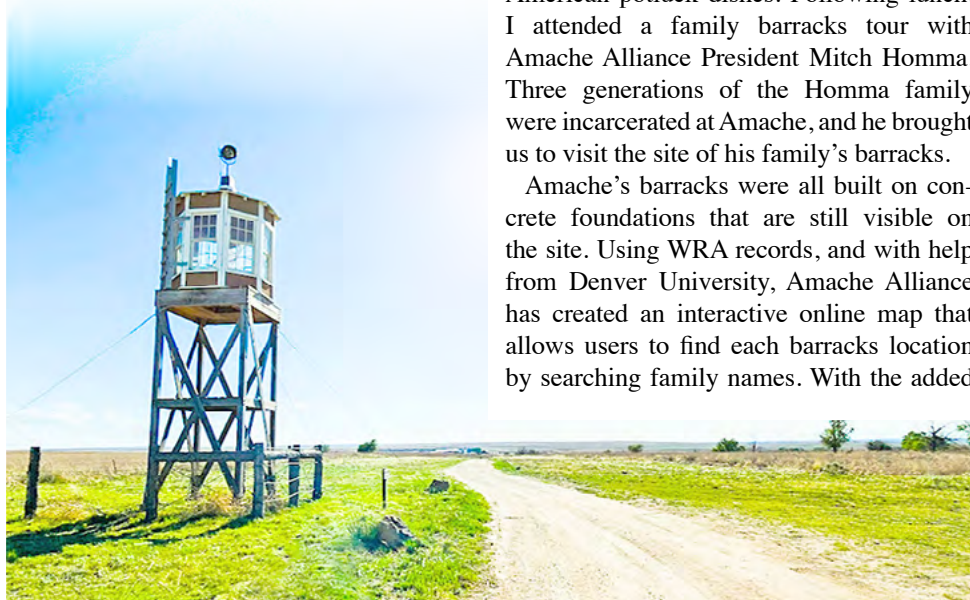 I attended a family barracks tour with
Amache Alliance President Mitch Homma.
Three generations of the Homma family
were incarcerated at Amache, and he brought
us to visit the site of his family’s barracks.
Amache’s barracks were all built on con-
crete foundations that are still visible on
the site. Using WRA records, and with help
from Denver University, Amache Alliance
has created an interactive online map that
allows users to find each barracks location
by searching family names. With the added